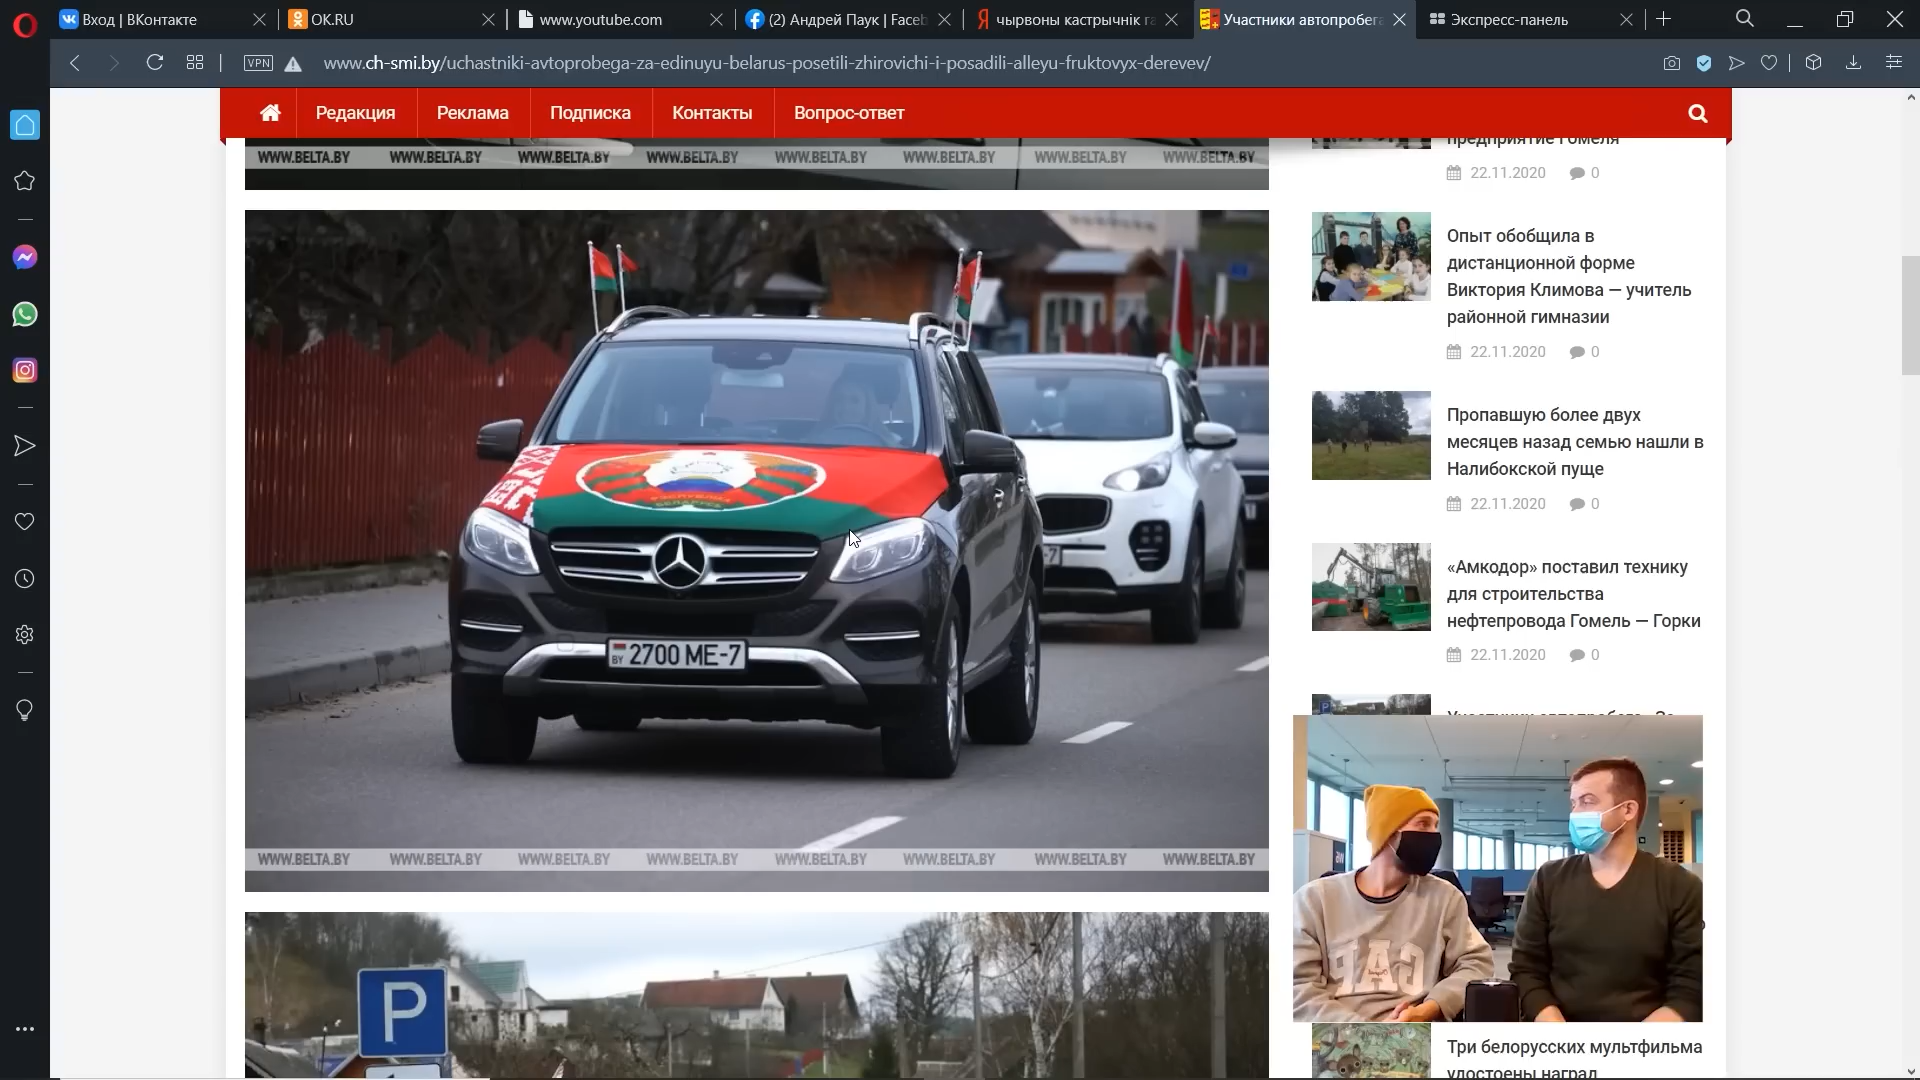 Вход | ВКонтакте
OK.RU
www.youtube.com
(2) Андрей Паук | Faceb
чырвоны кастрычнік га
Участники автопробега
Экспресс-панель
VPN
www.ch-smi.by/uchastniki-avtoprobega-za-edinuyu-belarus-posetili-zhirovichi-i-posadili-alleyu-fruktovyx-derevev/
Редакция
Реклама
Подписка
Контакты
Вопрос-ответ
WWW.BELTA.BY WWW.BELTA.BY WWW.BELTA.BY WWW.BELTA.BY WWW.BELTA.BY WWW.BELTA.BY WWW.BELTA.BY WWW.BELTA.BY
BY 2700 ME-7
WWW.BELTA.BY WWW.BELTA.BY WWW.BELTA.BY WWW.BELTA.BY WWW.BELTA.BY WWW.BELTA.BY WWW.BELTA.BY WWW.BELTA.BY
P
предприятие Гомеля
22.11.2020 0
Опыт обобщила в
дистанционной форме
Виктория Климова — учитель
районной гимназии
22.11.2020 0
Пропавшую более двух
месяцев назад семью нашли в
Налибокской пуще
22.11.2020 0
«Амкодор» поставил технику
для строительства
нефтепровода Гомель — Горки
22.11.2020 0
GAP
Три белорусских мультфильма
удостоены наград